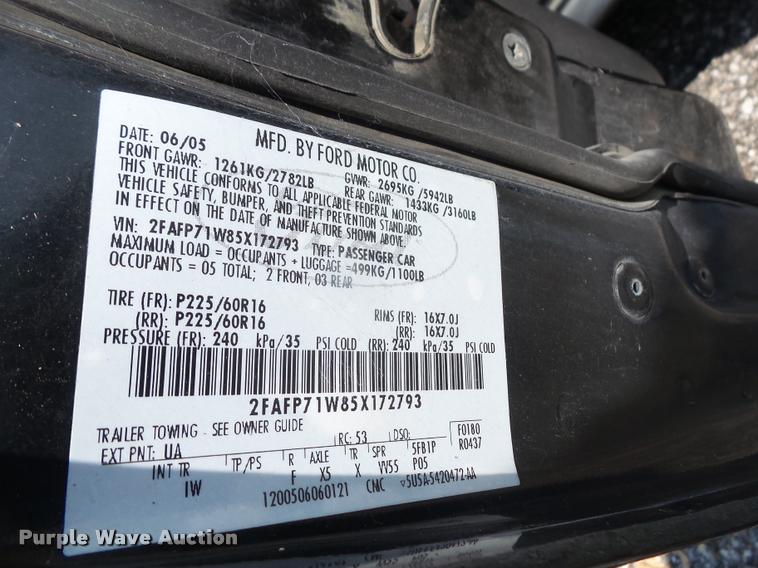 DATE: 06/05 MFD. BY FORD MOTOR CO.
FRONT GAWR: 1261KG/2782LB GVWR: 2695KG/5942LB
REAR GAWR: 1433KG/3160LB
THIS VEHICLE CONFORMS TO ALL APPLICABLE FEDERAL MOTOR
VEHICLE SAFETY, BUMPER, AND THEFT PREVENTION STANDARDS
IN EFFECT ON THE DATE OF MANUFACTURE SHOWN ABOVE.
VIN: 2FAFP71W85X172793 TYPE: PASSENGER CAR
MAXIMUM LOAD = OCCUPANTS + LUGGAGE =499KG/1100LB
OCCUPANTS = 05 TOTAL; 2 FRONT, 03 REAR
TIRE (FR): P225/60R16 RIMS (FR): 16X7.0J
(RR): P225/60R16 (RR): 16X7.0J
PRESSURE (FR): 240 kPa/35 PSI COLD (RR): 240 kPa/35 PSI COLD
2FAFP71W85X172793
TRAILER TOWING - SEE OWNER GUIDE
EXT PNT: UA RC: 53 DSO: F0180
R0437
INT TR TP/PS R AXLE TR SPR 5FB1P
IW F X5 X VV55 P05
1200506060121 CNC 5U5A-5420472-AA
Purple Wave Auction